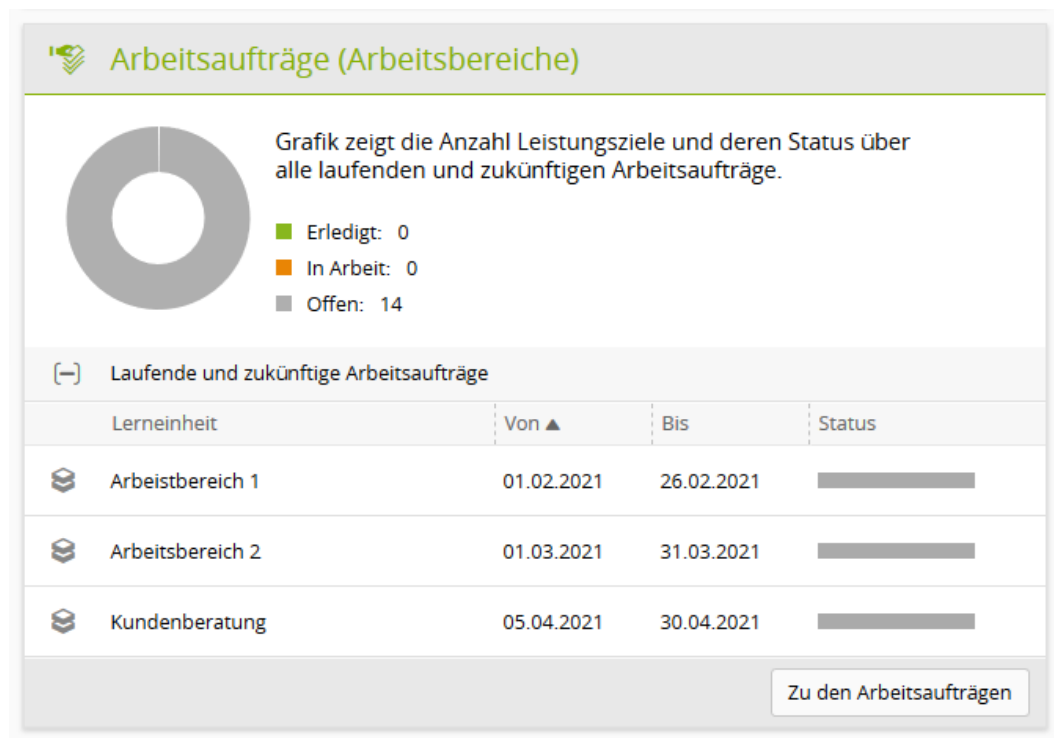 Arbeitsaufträge (Arbeitsbereiche)
Grafik zeigt die Anzahl Leistungsziele und deren Status über
alle laufenden und zukünftigen Arbeitsaufträge.
Erledigt: 0
In Arbeit: 0
Offen: 14
Laufende und zukünftige Arbeitsaufträge
Lerneinheit Von ▲ Bis Status
Arbeistbereich 1 01.02.2021 26.02.2021
Arbeitsbereich 2 01.03.2021 31.03.2021
Kundenberatung 05.04.2021 30.04.2021
Zu den Arbeitsaufträgen